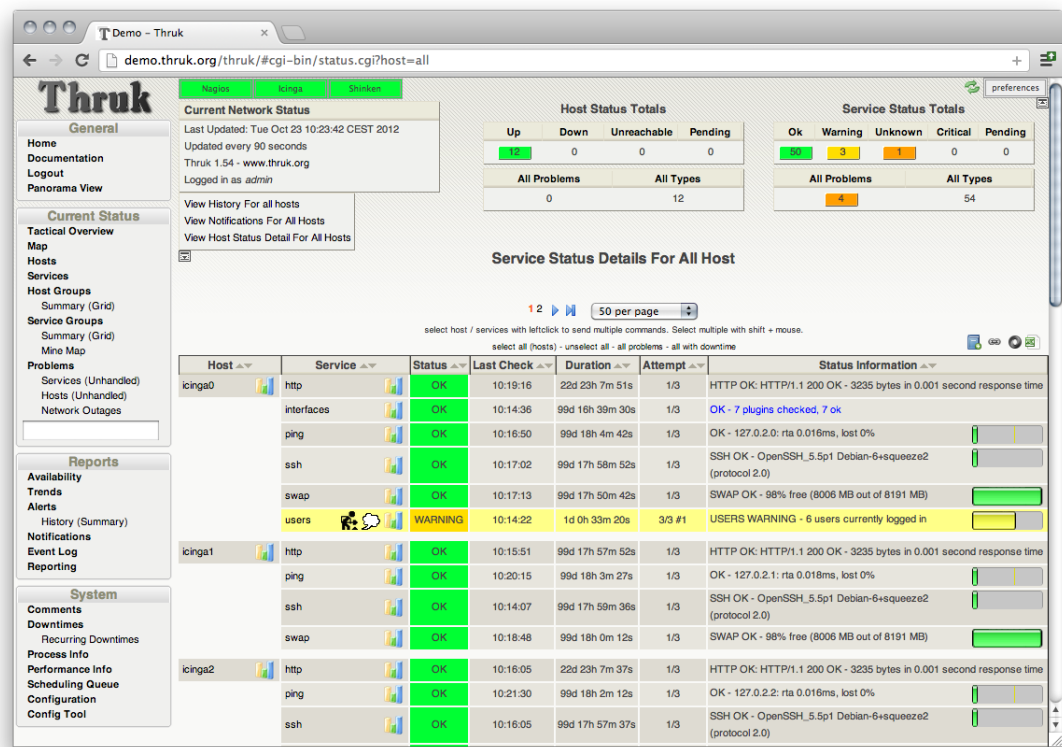 Demo – Thruk
demo.thruk.org/thruk/#cgi-bin/status.cgi?host=all
Thruk
General
Home
Documentation
Logout
Panorama View
Current Status
Tactical Overview
Map
Hosts
Services
Host Groups
Summary (Grid)
Service Groups
Summary (Grid)
Mine Map
Problems
Services (Unhandled)
Hosts (Unhandled)
Network Outages
Reports
Availability
Trends
Alerts
History (Summary)
Notifications
Event Log
Reporting
System
Comments
Downtimes
Recurring Downtimes
Process Info
Performance Info
Scheduling Queue
Configuration
Config Tool
Nagios Icinga Shinken
preferences
Current Network Status
Last Updated: Tue Oct 23 10:23:42 CEST 2012
Updated every 90 seconds
Thruk 1.54 - www.thruk.org
Logged in as admin
View History For all hosts
View Notifications For All Hosts
View Host Status Detail For All Hosts
Host Status Totals
Up Down Unreachable Pending
12 0 0 0
All Problems All Types
0 12
Service Status Totals
Ok Warning Unknown Critical Pending
50 3 1 0 0
All Problems All Types
4 54
Service Status Details For All Host
1 2 50 per page
select host / services with leftclick to send multiple commands. Select multiple with shift + mouse.
select all (hosts) - unselect all - all problems - all with downtime
Host Service Status Last Check Duration Attempt Status Information
icinga0 http OK 10:19:16 22d 23h 7m 51s 1/3 HTTP OK: HTTP/1.1 200 OK - 3235 bytes in 0.001 second response time
interfaces OK 10:14:36 99d 16h 39m 30s 1/3 OK - 7 plugins checked, 7 ok
ping OK 10:16:50 99d 18h 4m 42s 1/3 OK - 127.0.2.0: rta 0.016ms, lost 0%
ssh OK 10:17:02 99d 17h 58m 52s 1/3 SSH OK - OpenSSH_5.5p1 Debian-6+squeeze2
(protocol 2.0)
swap OK 10:17:13 99d 17h 50m 42s 1/3 SWAP OK - 98% free (8006 MB out of 8191 MB)
users WARNING 10:14:22 1d 0h 33m 20s 3/3 #1 USERS WARNING - 6 users currently logged in
icinga1 http OK 10:15:51 99d 17h 57m 52s 1/3 HTTP OK: HTTP/1.1 200 OK - 3235 bytes in 0.001 second response time
ping OK 10:20:15 99d 18h 3m 27s 1/3 OK - 127.0.2.1: rta 0.018ms, lost 0%
ssh OK 10:14:07 99d 17h 59m 36s 1/3 SSH OK - OpenSSH_5.5p1 Debian-6+squeeze2
(protocol 2.0)
swap OK 10:18:48 99d 18h 0m 12s 1/3 SWAP OK - 98% free (8006 MB out of 8191 MB)
icinga2 http OK 10:16:05 22d 23h 7m 37s 1/3 HTTP OK: HTTP/1.1 200 OK - 3235 bytes in 0.001 second response time
ping OK 10:21:30 99d 18h 2m 12s 1/3 OK - 127.0.2.2: rta 0.016ms, lost 0%
ssh OK 10:16:05 99d 17h 57m 37s 1/3 SSH OK - OpenSSH_5.5p1 Debian-6+squeeze2
(protocol 2.0)